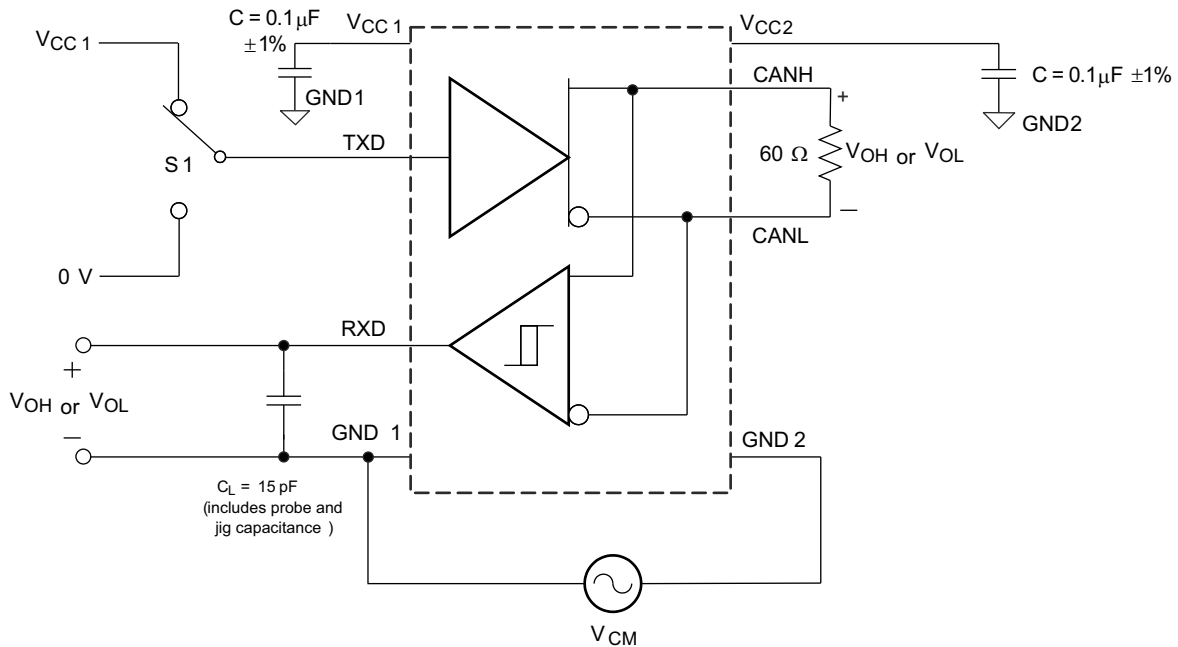 C = 0.1μF
±1%
VCC 1
VCC2
VCC 1
GND1
CANH
C = 0.1μF ±1%
GND2
S 1
TXD
+
60 Ω
VOH or VOL
–
CANL
0 V
RXD
+
VOH or VOL
–
GND 1
GND 2
CL = 15 pF
(includes probe and
jig capacitance )
VCM